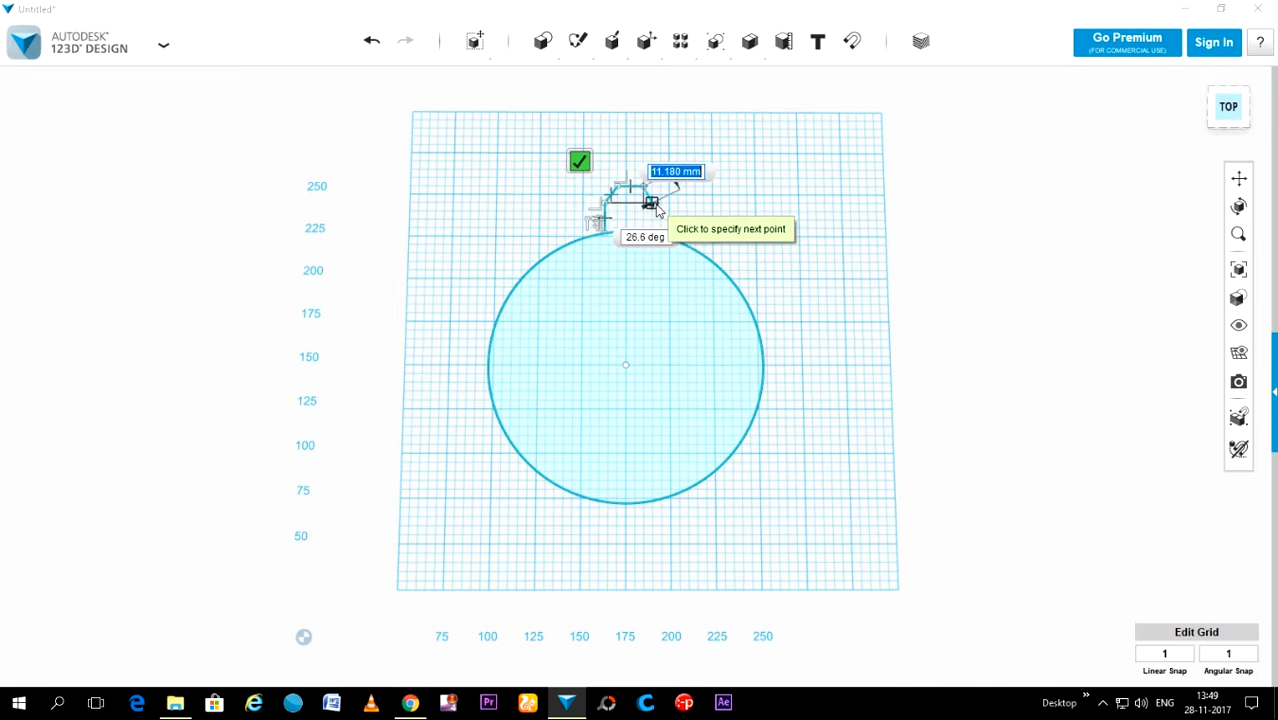 Untitled*
AUTODESK®
123D® DESIGN
Go Premium
(FOR COMMERCIAL USE)
Sign In
?
TOP
11.180 mm
Click to specify next point
26.6 deg
250
225
200
175
150
125
100
75
50
75 100 125 150 175 200 225 250
Edit Grid
1 1
Linear Snap Angular Snap
Desktop
ENG
13:49
28-11-2017
Pr
Ae